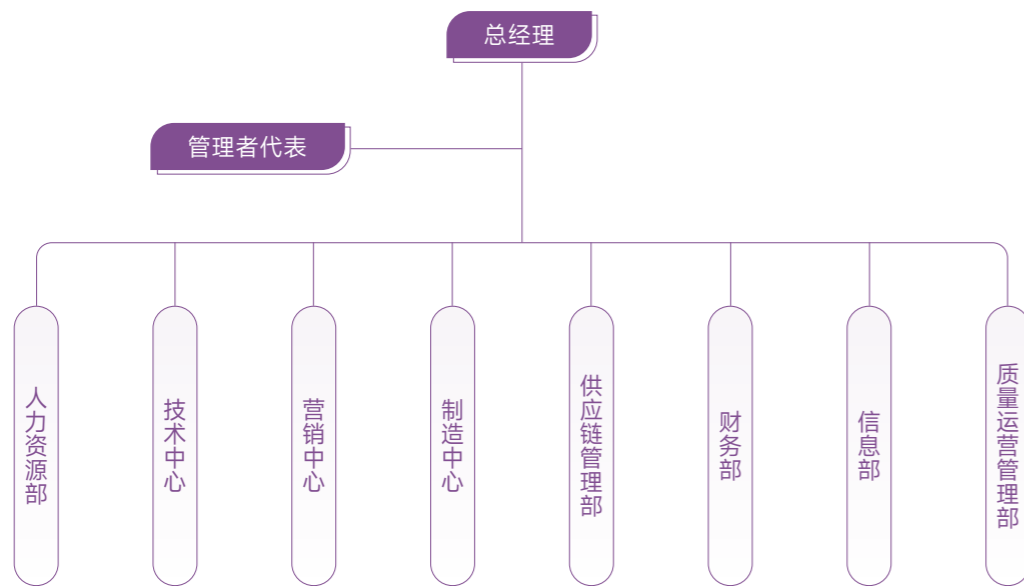 总经理
管理者代表
人力资源部
技术中心
营销中心
制造中心
供应链管理部
财务部
信息部
质量运营管理部